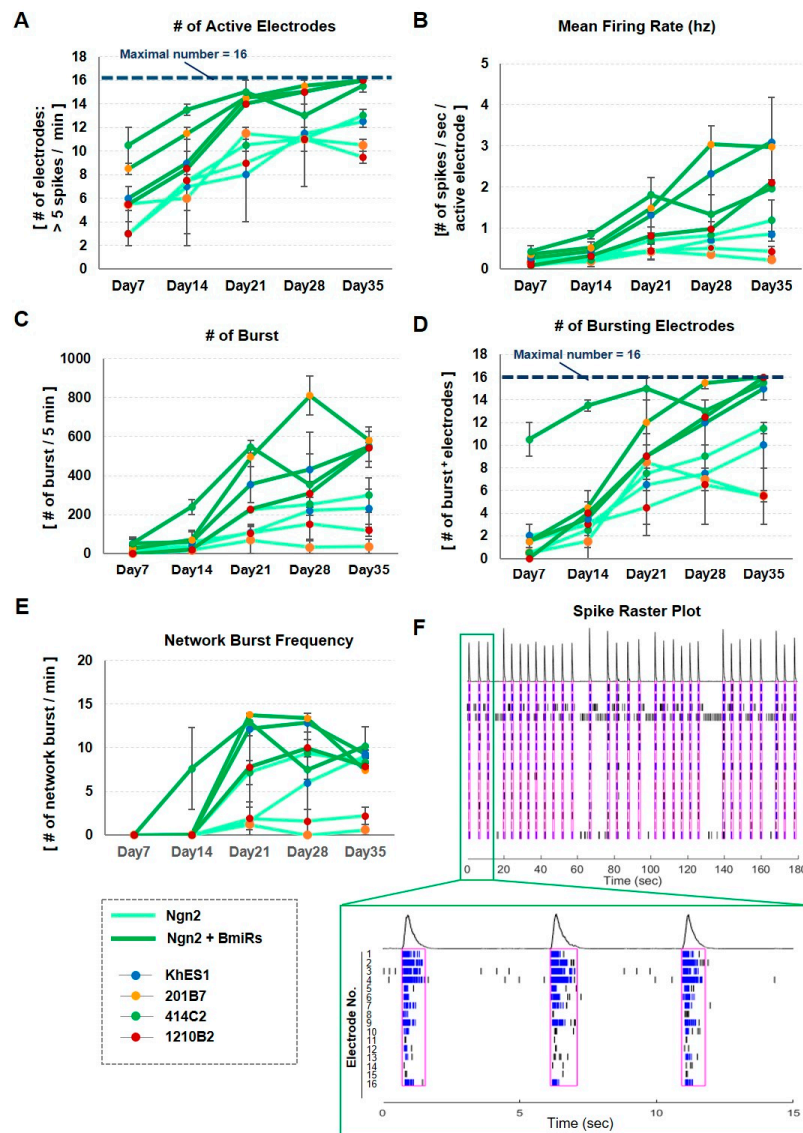 A
# of Active Electrodes
[ # of electrodes:
> 5 spikes / min ]
Maximal number = 16
18
16
14
12
10
8
6
4
2
0
Day7 Day14 Day21 Day28 Day35
B
Mean Firing Rate (hz)
[# of spikes / sec /
active electrode ]
5
4
3
2
1
0
Day7 Day14 Day21 Day28 Day35
C
# of Burst
[ # of burst / 5 min ]
1000
800
600
400
200
0
Day7 Day14 Day21 Day28 Day35
D
# of Bursting Electrodes
[ # of burst+ electrodes ]
Maximal number = 16
18
16
14
12
10
8
6
4
2
0
Day7 Day14 Day21 Day28 Day35
E
Network Burst Frequency
[ # of network burst / min ]
20
15
10
5
0
Day7 Day14 Day21 Day28 Day35
Ngn2
Ngn2 + BmiRs
KhES1
201B7
414C2
1210B2
F
Spike Raster Plot
0 20 40 60 80 100 120 140 160 180
Time (sec)
Electrode No.
1
2
3
4
5
6
7
8
9
10
11
12
13
14
15
16
0 5 10 15
Time (sec)